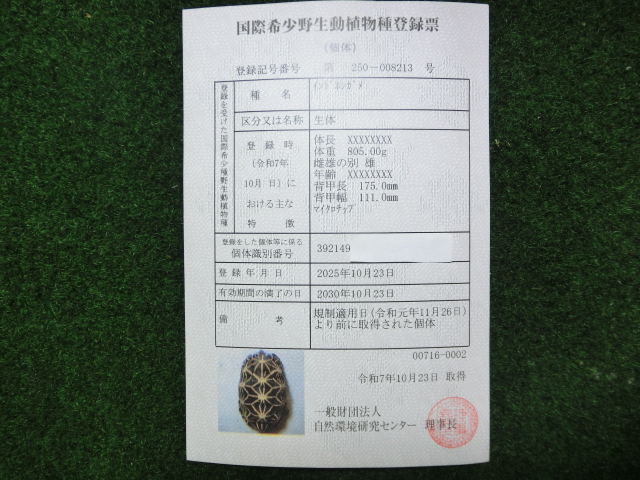 国際希少野生動植物種登録票
(個体)
登録記号番号 第 250-008213 号
登録を受けた国際希少野生動植物種
種 名 ｲﾝﾄﾞﾎｼｶﾞﾒ
区分又は名称 生体
登録時
(令和7年
10月 日)に
おける主な
特徴
体長 XXXXXXXX
体重 805.00g
雌雄の別 雄
年齢 XXXXXXXX
背甲長 175.0mm
背甲幅 111.0mm
ﾏｲｸﾛﾁｯﾌﾟ
登録をした個体等に係る
個体識別番号 392149
登録年月日 2025年10月23日
有効期間の満了の日 2030年10月23日
備 考 規制適用日(令和元年11月26日)
より前に取得された個体
00716-0002
令和7年10月23日 取得
一般財団法人
自然環境研究センター 理事長